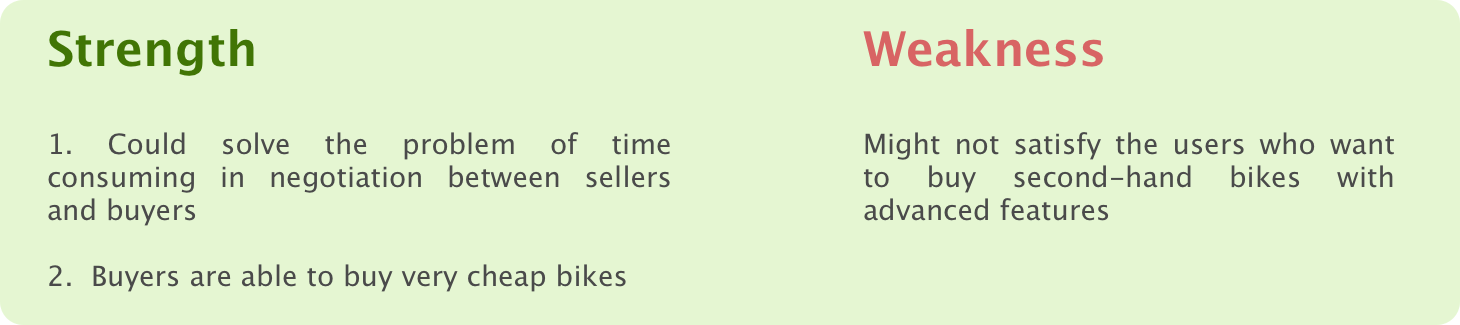 Strength
1. Could solve the problem of time
consuming in negotiation between sellers
and buyers
2. Buyers are able to buy very cheap bikes
Weakness
Might not satisfy the users who want
to buy second-hand bikes with
advanced features